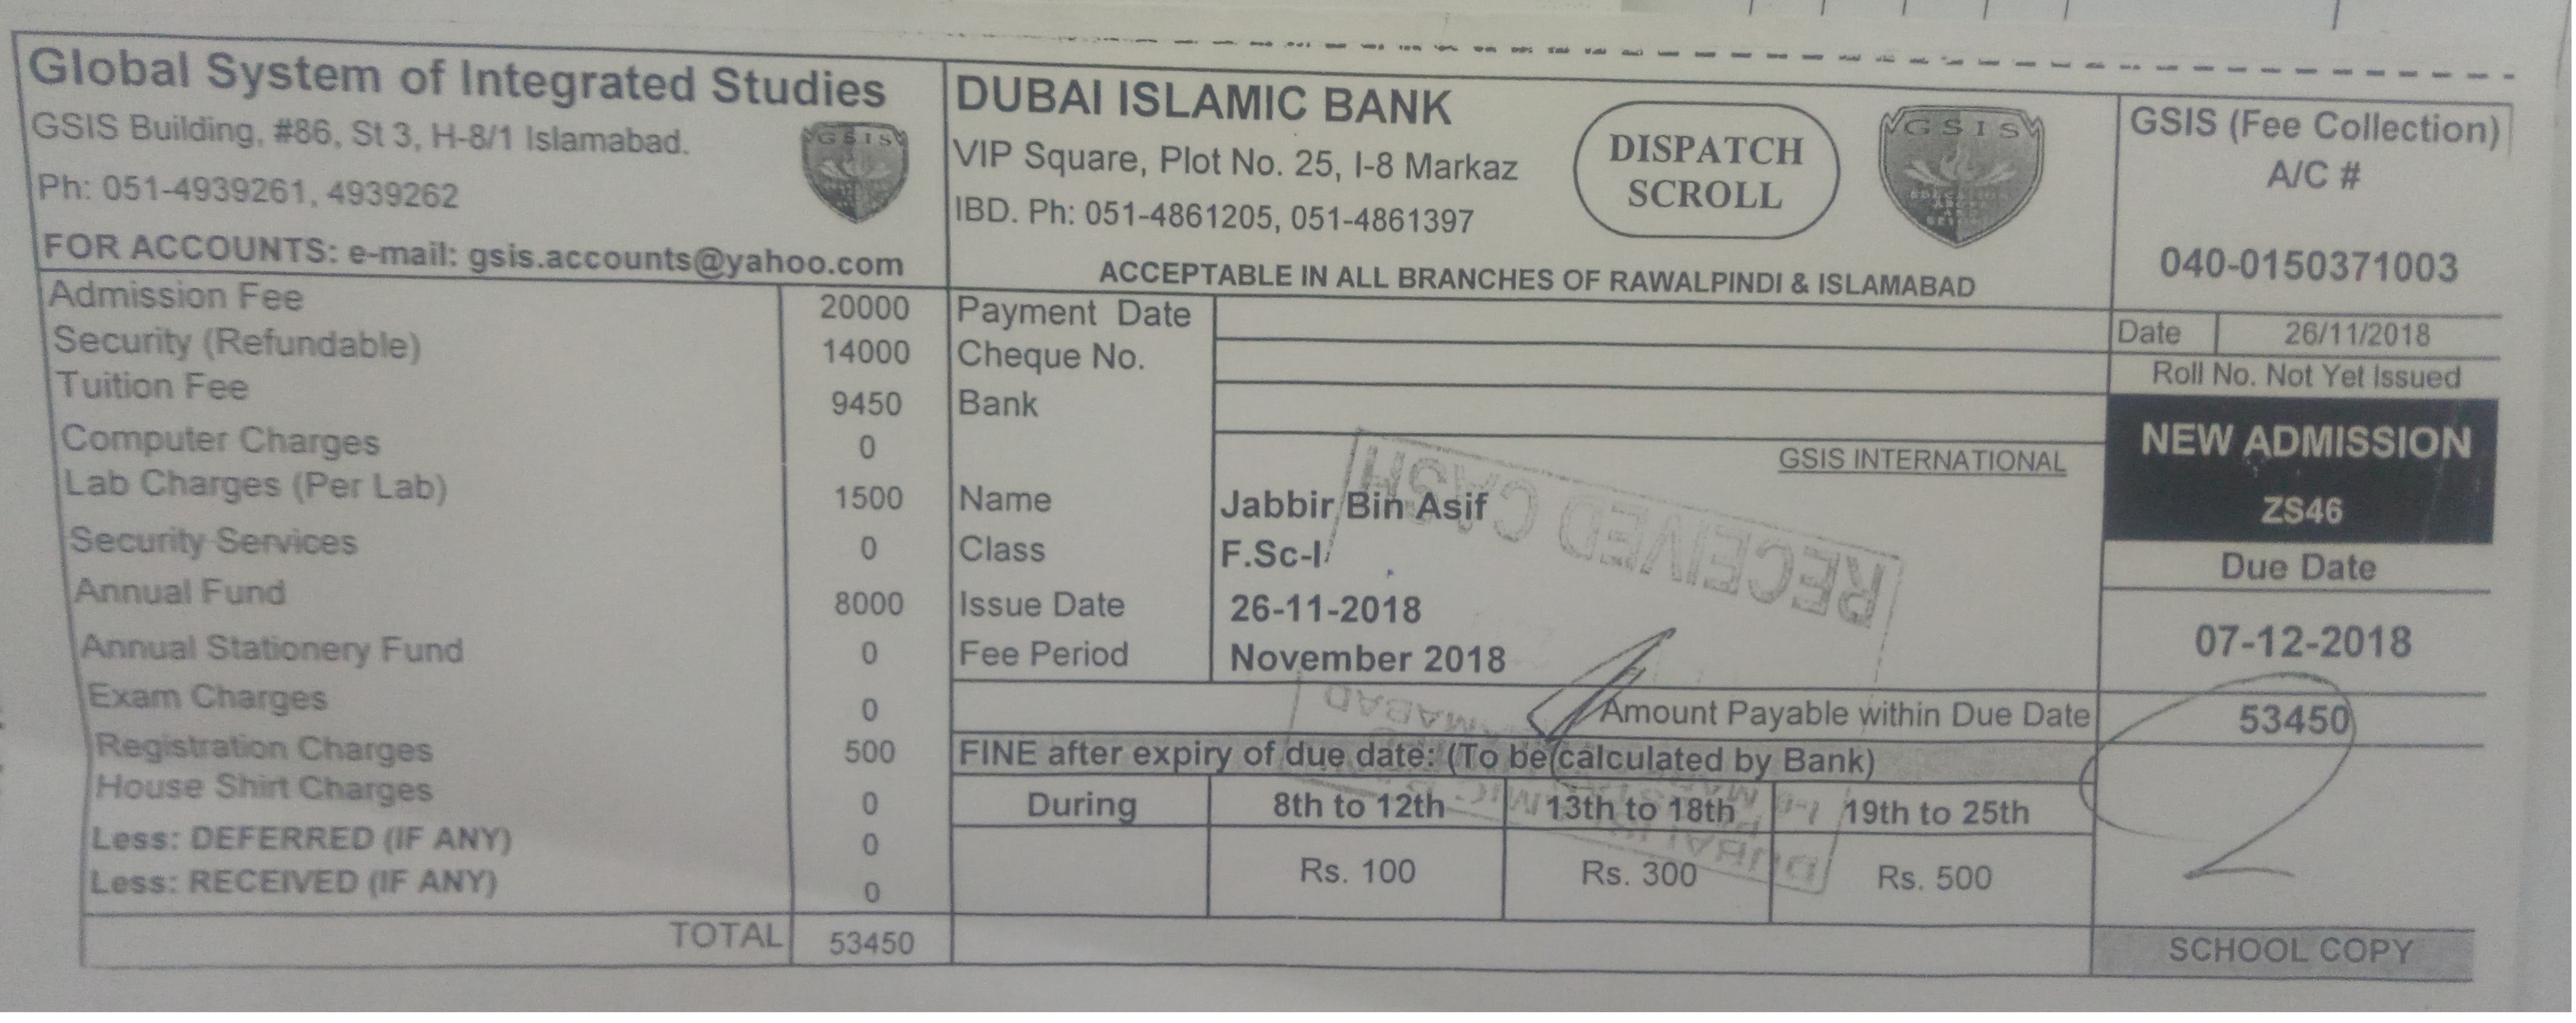 Global System of Integrated Studies
GSIS Building, #86, St 3, H-8/1 Islamabad.
Ph: 051-4939261, 4939262
FOR ACCOUNTS: e-mail: gsis.accounts@yahoo.com
GSIS
DUBAI ISLAMIC BANK
VIP Square, Plot No. 25, I-8 Markaz
IBD. Ph: 051-4861205, 051-4861397
DISPATCH
SCROLL
GSIS
ACCEPTABLE IN ALL BRANCHES OF RAWALPINDI & ISLAMABAD
GSIS (Fee Collection)
A/C #
040-0150371003
Admission Fee 20000
Security (Refundable) 14000
Tuition Fee 9450
Computer Charges 0
Lab Charges (Per Lab) 1500
Security Services 0
Annual Fund 8000
Annual Stationery Fund 0
Exam Charges 0
Registration Charges 500
House Shirt Charges 0
Less: DEFERRED (IF ANY) 0
Less: RECEIVED (IF ANY) 0
TOTAL 53450
Payment Date
Cheque No.
Bank
GSIS INTERNATIONAL
Name Jabbir Bin Asif
Class F.Sc-I
Issue Date 26-11-2018
Fee Period November 2018
RECEIVED CASH
Amount Payable within Due Date 53450
FINE after expiry of due date: (To be calculated by Bank)
During 8th to 12th 13th to 18th 19th to 25th
Rs. 100 Rs. 300 Rs. 500
Date 26/11/2018
Roll No. Not Yet Issued
NEW ADMISSION
ZS46
Due Date
07-12-2018
SCHOOL COPY